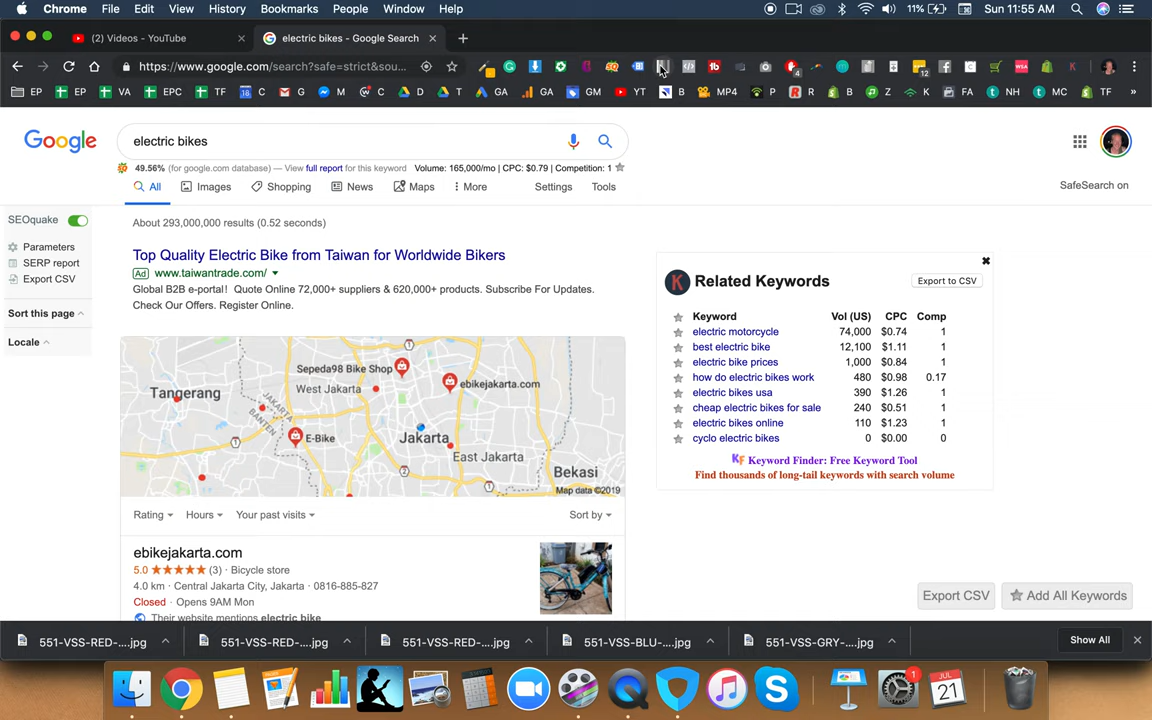 Chrome File Edit View History Bookmarks People Window Help 11% Sun 11:55 AM
(2) Videos - YouTube
electric bikes - Google Search
https://www.google.com/search?safe=strict&sou...
EP EP VA EPC TF C G M C D T GA GA GM YT B MP4 P R B Z K FA NH MC TF »
Google
electric bikes
49.56% (for google.com database) — View full report for this keyword Volume: 165,000/mo | CPC: $0.79 | Competition: 1
All Images Shopping News Maps More Settings Tools
SafeSearch on
SEOquake
Parameters
SERP report
Export CSV
Sort this page
Locale
About 293,000,000 results (0.52 seconds)
Top Quality Electric Bike from Taiwan for Worldwide Bikers
Ad www.taiwantrade.com/
Global B2B e-portal! Quote Online 72,000+ suppliers & 620,000+ products. Subscribe For Updates.
Check Our Offers. Register Online.
Sepeda98 Bike Shop
ebikejakarta.com
West Jakarta
Tangerang
JAKARTA
BANTEN
E-Bike
Jakarta
East Jakarta
Bekasi
Map data ©2019
Rating Hours Your past visits Sort by
ebikejakarta.com
5.0 (3) · Bicycle store
4.0 km · Central Jakarta City, Jakarta · 0816-885-827
Closed · Opens 9AM Mon
Their website mentions electric bike
Related Keywords
Export to CSV
Keyword Vol (US) CPC Comp
electric motorcycle 74,000 $0.74 1
best electric bike 12,100 $1.11 1
electric bike prices 1,000 $0.84 1
how do electric bikes work 480 $0.98 0.17
electric bikes usa 390 $1.26 1
cheap electric bikes for sale 240 $0.51 1
electric bikes online 110 $1.23 1
cyclo electric bikes 0 $0.00 0
Keyword Finder: Free Keyword Tool
Find thousands of long-tail keywords with search volume
Export CSV
Add All Keywords
551-VSS-RED-....jpg
551-VSS-RED-....jpg
551-VSS-RED-....jpg
551-VSS-BLU-....jpg
551-VSS-GRY-....jpg
Show All
JUL
21